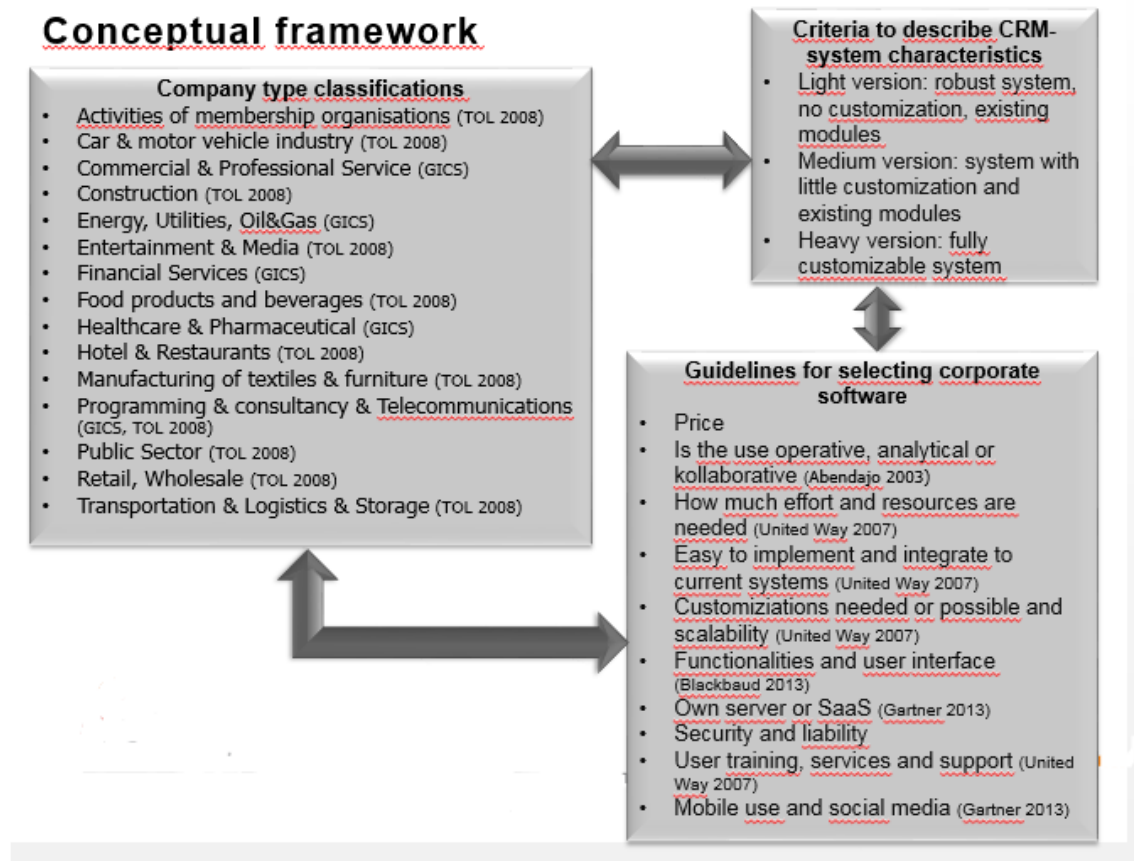 Conceptual framework
Company type classifications
• Activities of membership organisations (TOL 2008)
• Car & motor vehicle industry (TOL 2008)
• Commercial & Professional Service (GICS)
• Construction (TOL 2008)
• Energy, Utilities, Oil&Gas (GICS)
• Entertainment & Media (TOL 2008)
• Financial Services (GICS)
• Food products and beverages (TOL 2008)
• Healthcare & Pharmaceutical (GICS)
• Hotel & Restaurants (TOL 2008)
• Manufacturing of textiles & furniture (TOL 2008)
• Programming & consultancy & Telecommunications
(GICS, TOL 2008)
• Public Sector (TOL 2008)
• Retail, Wholesale (TOL 2008)
• Transportation & Logistics & Storage (TOL 2008)
Criteria to describe CRM-
system characteristics
• Light version: robust system,
no customization, existing
modules
• Medium version: system with
little customization and
existing modules
• Heavy version: fully
customizable system
Guidelines for selecting corporate
software
• Price
• Is the use operative, analytical or
kollaborative (Abendajo 2003)
• How much effort and resources are
needed (United Way 2007)
• Easy to implement and integrate to
current systems (United Way 2007)
• Customiziations needed or possible and
scalability (United Way 2007)
• Functionalities and user interface
(Blackbaud 2013)
• Own server or SaaS (Gartner 2013)
• Security and liability
• User training, services and support (United
Way 2007)
• Mobile use and social media (Gartner 2013)